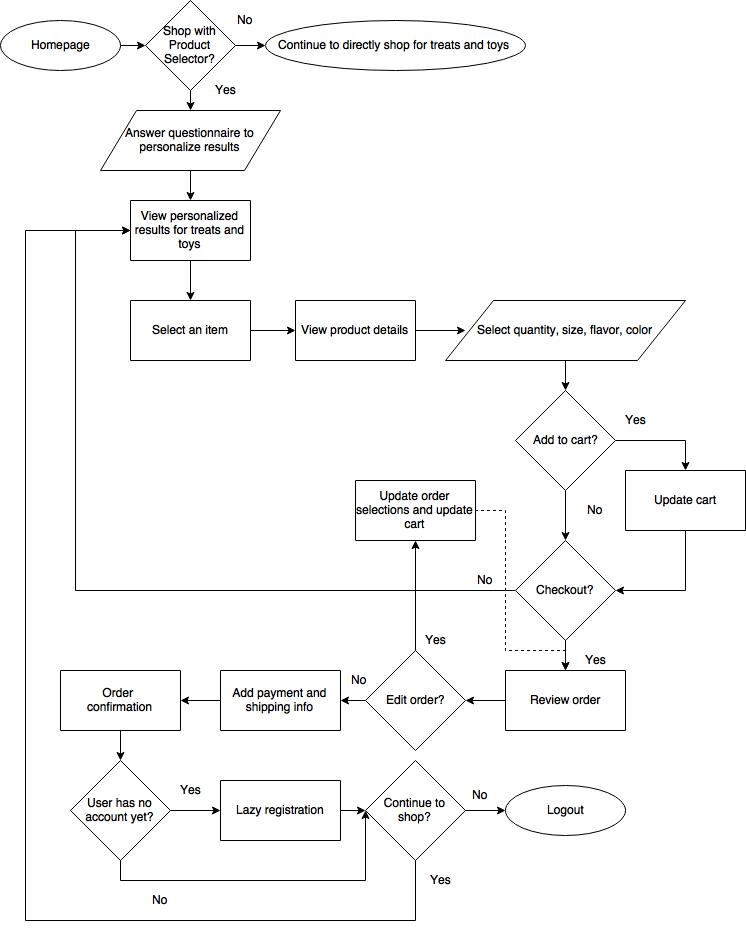 No
Homepage
Shop with
Product
Selector?
Continue to directly shop for treats and toys
Yes
Answer questionnaire to
personalize results
View personalized
results for treats and
toys
Select an item
View product details
Select quantity, size, flavor, color
Yes
Add to cart?
Update order
selections and update
cart
Update cart
No
No
Checkout?
Yes
Yes
No
Order
confirmation
Add payment and
shipping info
Edit order?
Review order
Yes
No
User has no
account yet?
Lazy registration
Continue to
shop?
Logout
Yes
No